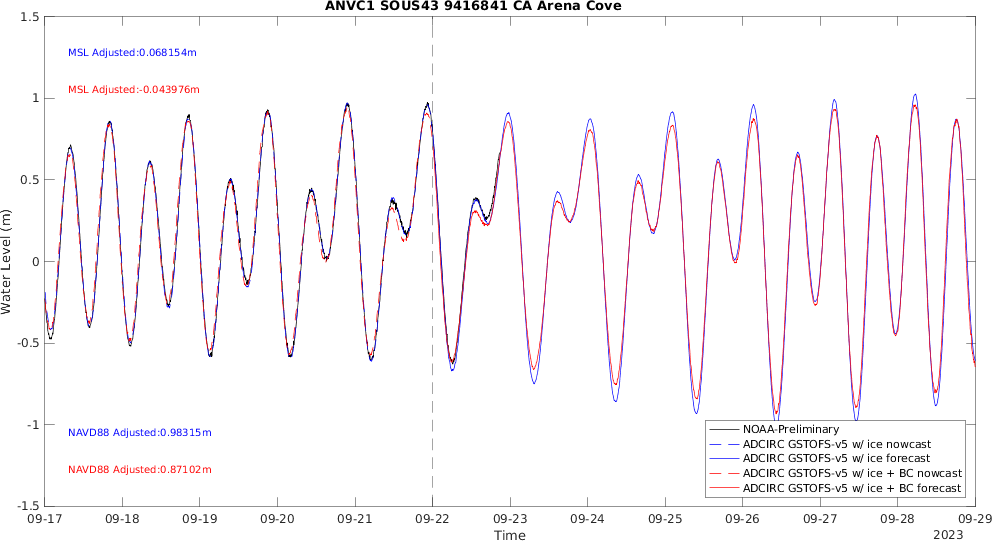 ANVC1 SOUS43 9416841 CA Arena Cove
MSL Adjusted:0.068154m
MSL Adjusted:-0.043976m
NAVD88 Adjusted:0.98315m
NAVD88 Adjusted:0.87102m
Water Level (m)
1.5
1
0.5
0
-0.5
-1
-1.5
NOAA-Preliminary
ADCIRC GSTOFS-v5 w/ ice nowcast
ADCIRC GSTOFS-v5 w/ ice forecast
ADCIRC GSTOFS-v5 w/ ice + BC nowcast
ADCIRC GSTOFS-v5 w/ ice + BC forecast
09-17 09-18 09-19 09-20 09-21 09-22 09-23 09-24 09-25 09-26 09-27 09-28 09-29
Time
2023